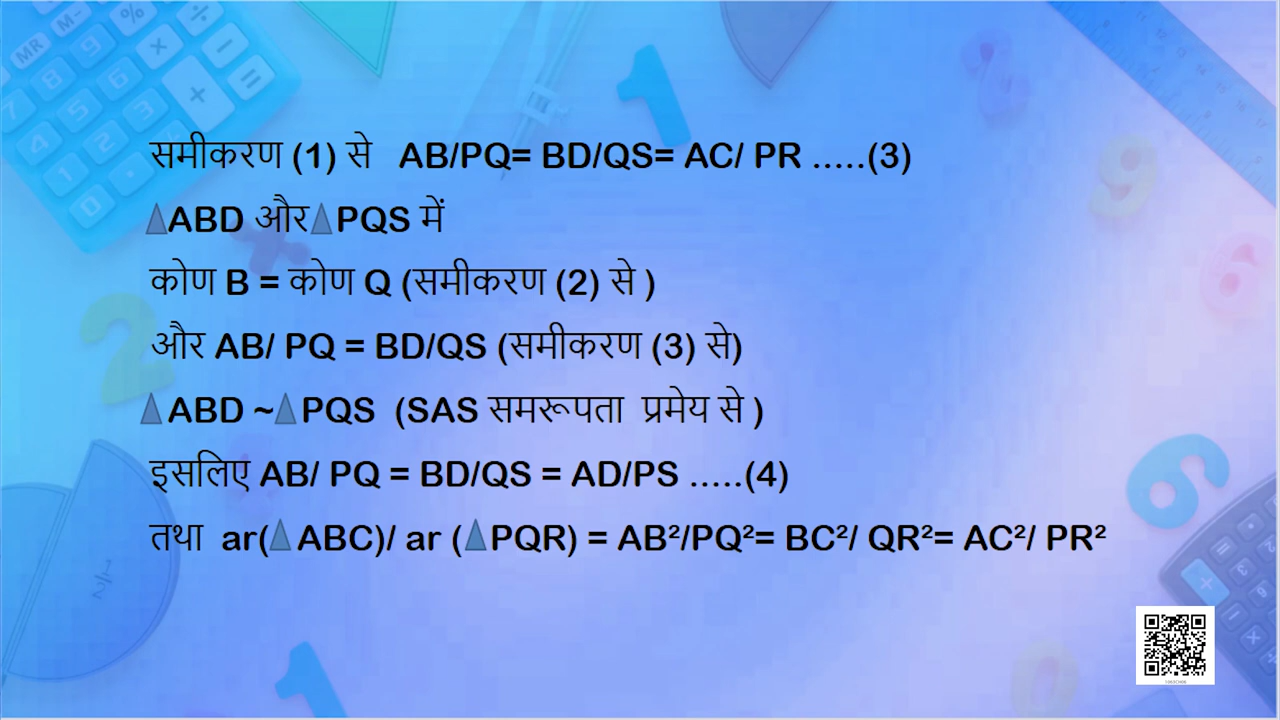 समीकरण (1) से AB/PQ= BD/QS= AC/ PR .....(3)
△ABD और △PQS में
कोण B = कोण Q (समीकरण (2) से )
और AB/ PQ = BD/QS (समीकरण (3) से)
△ ABD ~△ PQS (SAS समरूपता प्रमेय से )
इसलिए AB/ PQ = BD/QS = AD/PS .....(4)
तथा ar(△ ABC)/ ar (△PQR) = AB²/PQ²= BC²/ QR²= AC²/ PR²